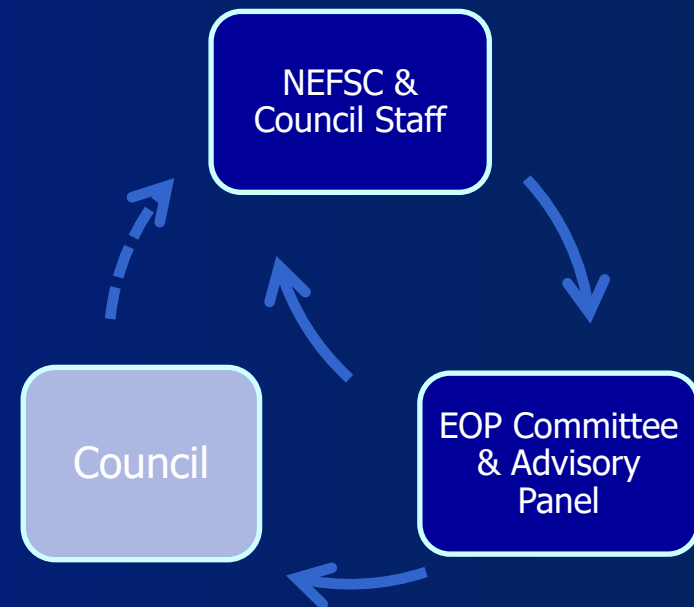 NEFSC &
Council Staff
Council
EOP Committee
& Advisory
Panel